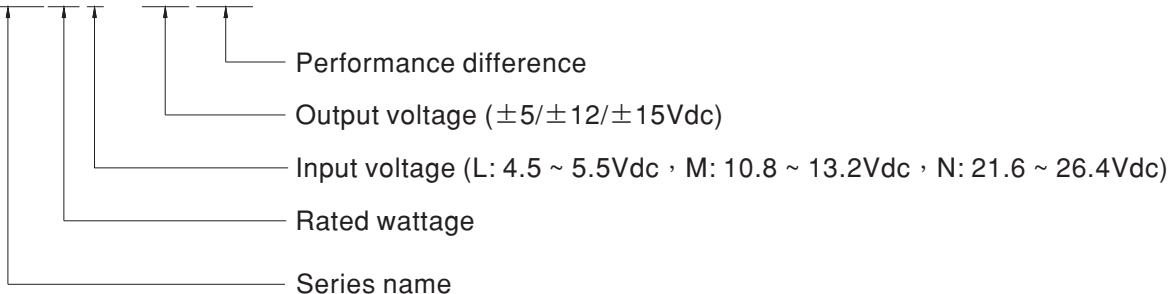 Performance difference
Output voltage (±5/±12/±15Vdc)
Input voltage (L: 4.5 ~ 5.5Vdc，M: 10.8 ~ 13.2Vdc，N: 21.6 ~ 26.4Vdc)
Rated wattage
Series name